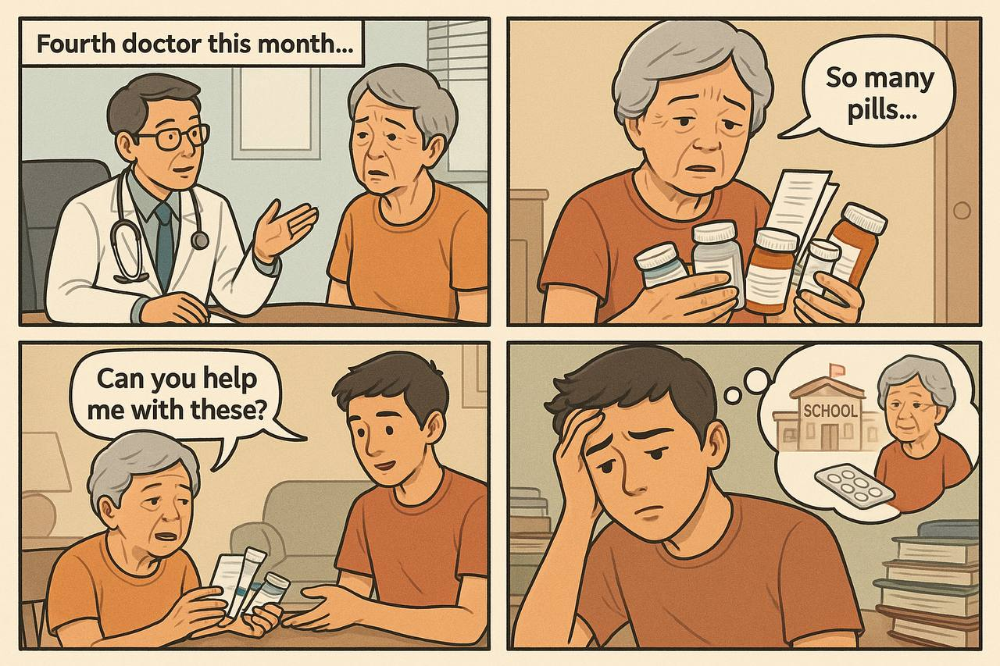 Fourth doctor this month...
So many
pills...
Can you help
me with these?
SCHOOL